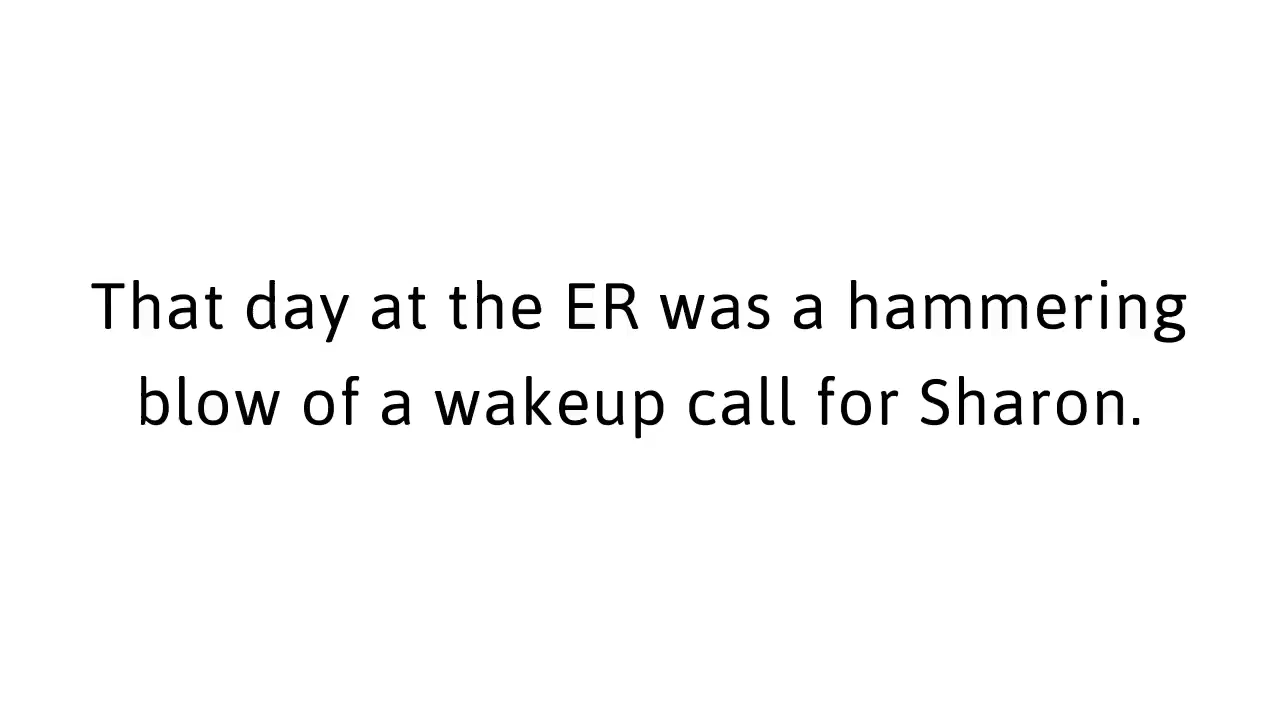 That day at the ER was a hammering
blow of a wakeup call for Sharon.